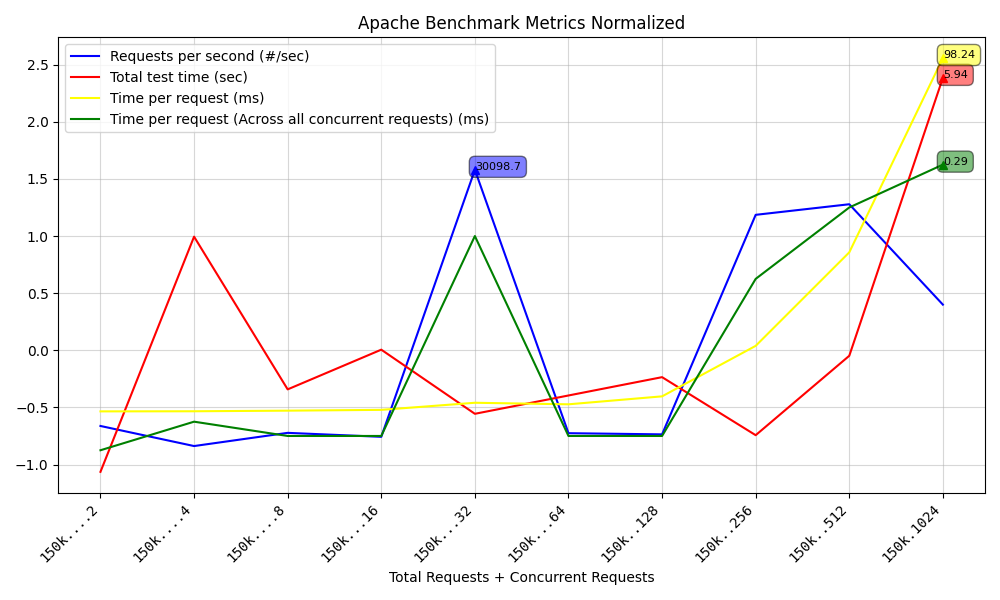 Apache Benchmark Metrics Normalized
Requests per second (#/sec)
Total test time (sec)
Time per request (ms)
Time per request (Across all concurrent requests) (ms)
98.24
5.94
30098.7
0.29
2.5
2.0
1.5
1.0
0.5
0.0
−0.5
−1.0
150k....2
150k....4
150k....8
150k...16
150k...32
150k...64
150k..128
150k..256
150k..512
150k.1024
Total Requests + Concurrent Requests